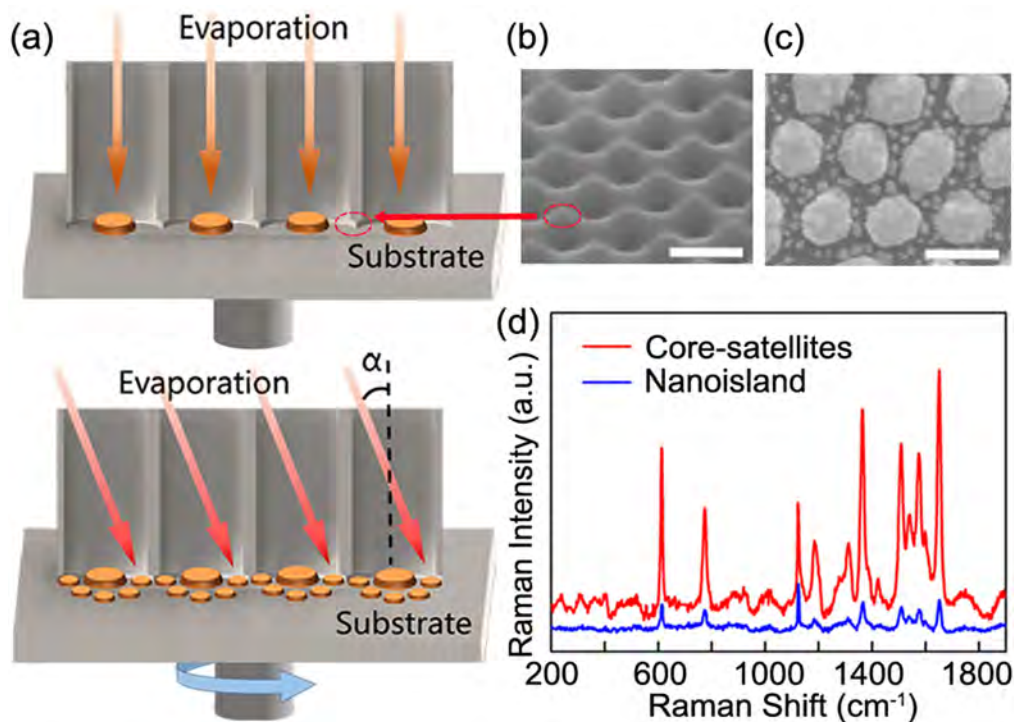 (a)
Evaporation
Substrate
Evaporation
α
Substrate
(b)
(c)
(d)
Core-satellites
Nanoisland
Raman Intensity (a.u.)
200 600 1000 1400 1800
Raman Shift (cm⁻¹)